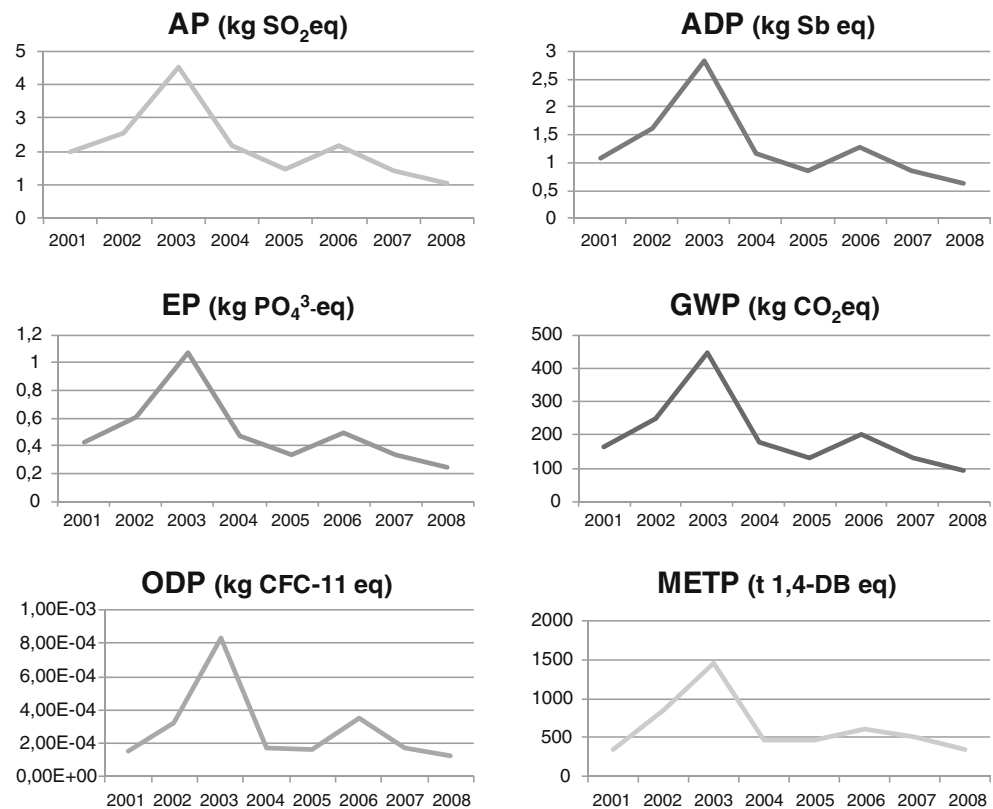 AP (kg SO₂eq)
5
4
3
2
1
0
2001 2002 2003 2004 2005 2006 2007 2008
ADP (kg Sb eq)
3
2,5
2
1,5
1
0,5
0
2001 2002 2003 2004 2005 2006 2007 2008
EP (kg PO₄³-eq)
1,2
1
0,8
0,6
0,4
0,2
0
2001 2002 2003 2004 2005 2006 2007 2008
GWP (kg CO₂eq)
500
400
300
200
100
0
2001 2002 2003 2004 2005 2006 2007 2008
ODP (kg CFC-11 eq)
1,00E-03
8,00E-04
6,00E-04
4,00E-04
2,00E-04
0,00E+00
2001 2002 2003 2004 2005 2006 2007 2008
METP (t 1,4-DB eq)
2000
1500
1000
500
0
2001 2002 2003 2004 2005 2006 2007 2008